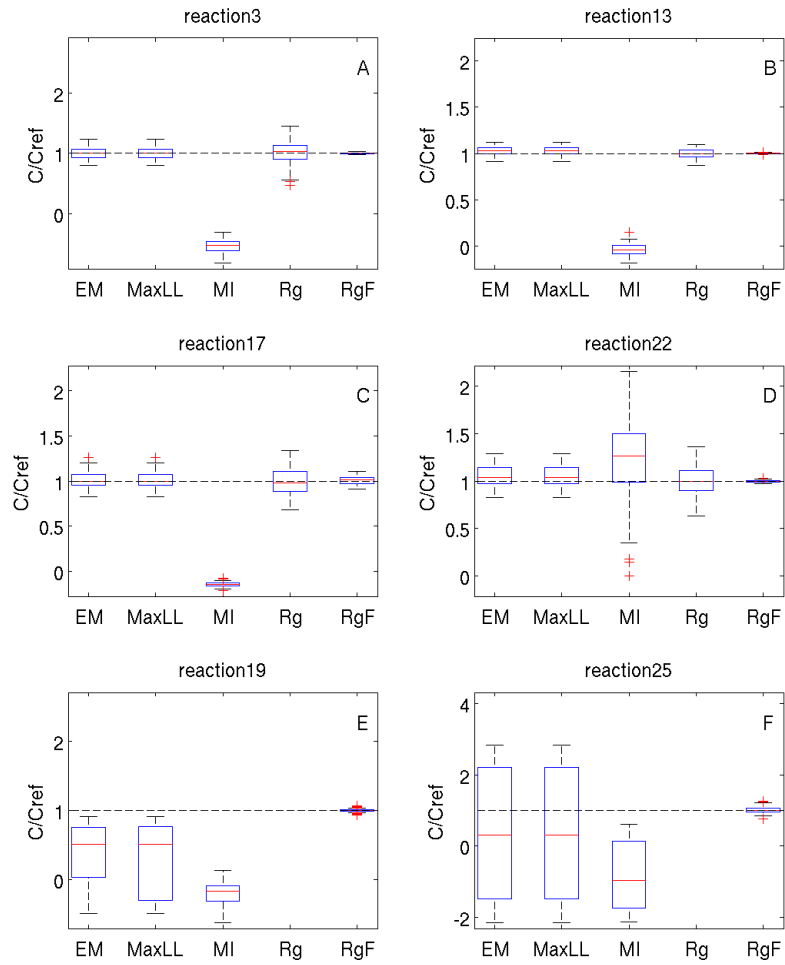 reaction3
A
C/Cref
2
1
0
EM MaxLL MI Rg RgF
reaction13
B
C/Cref
2
1.5
1
0.5
0
EM MaxLL MI Rg RgF
reaction17
C
C/Cref
2
1.5
1
0.5
0
EM MaxLL MI Rg RgF
reaction22
D
C/Cref
2
1.5
1
0.5
0
EM MaxLL MI Rg RgF
reaction19
E
C/Cref
2
1
0
EM MaxLL MI Rg RgF
reaction25
F
C/Cref
4
2
0
-2
EM MaxLL MI Rg RgF